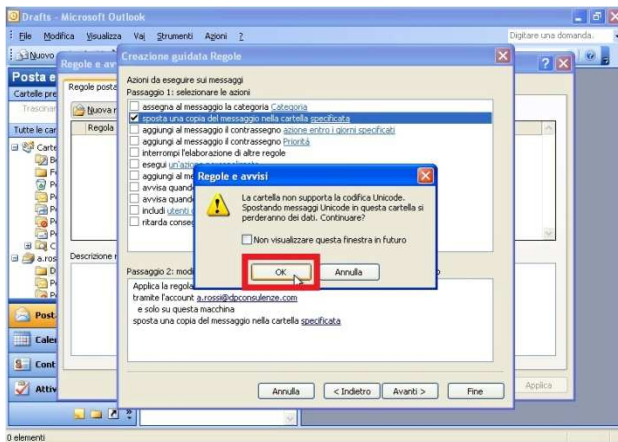 Drafts - Microsoft Outlook
File Modifica Visualizza Vai Strumenti Azioni ?
Digitare una domanda.
Nuovo
Regole e av
Creazione guidata Regole
Posta e
Cartelle pre
Trascinar
Tutte le car
Regole posta
Nuova r
Regola
Azioni da eseguire sui messaggi
Passaggio 1: selezionare le azioni
assegna al messaggio la categoria Categoria
sposta una copia del messaggio nella cartella specificata
aggiungi al messaggio il contrassegno azione entro i giorni specificati
aggiungi al messaggio il contrassegno Priorità
interrompi l'elaborazione di altre regole
esegui un'azione
aggiungi al me
avvisa quand
avvisa quand
includi utenti
ritarda conseg
Regole e avvisi
La cartella non supporta la codifica Unicode.
Spostando messaggi Unicode in questa cartella si
perderanno dei dati. Continuare?
Non visualizzare questa finestra in futuro
OK Annulla
Carte
a.ros
Descrizione r
Passaggio 2: modi
Applica la regola
tramite l'account a.rossi@dpconsulenze.com
e solo su questa macchina
sposta una copia del messaggio nella cartella specificata
Post
Caler
Cont
Attiv
Annulla < Indietro Avanti > Fine
Applica
0 elementi